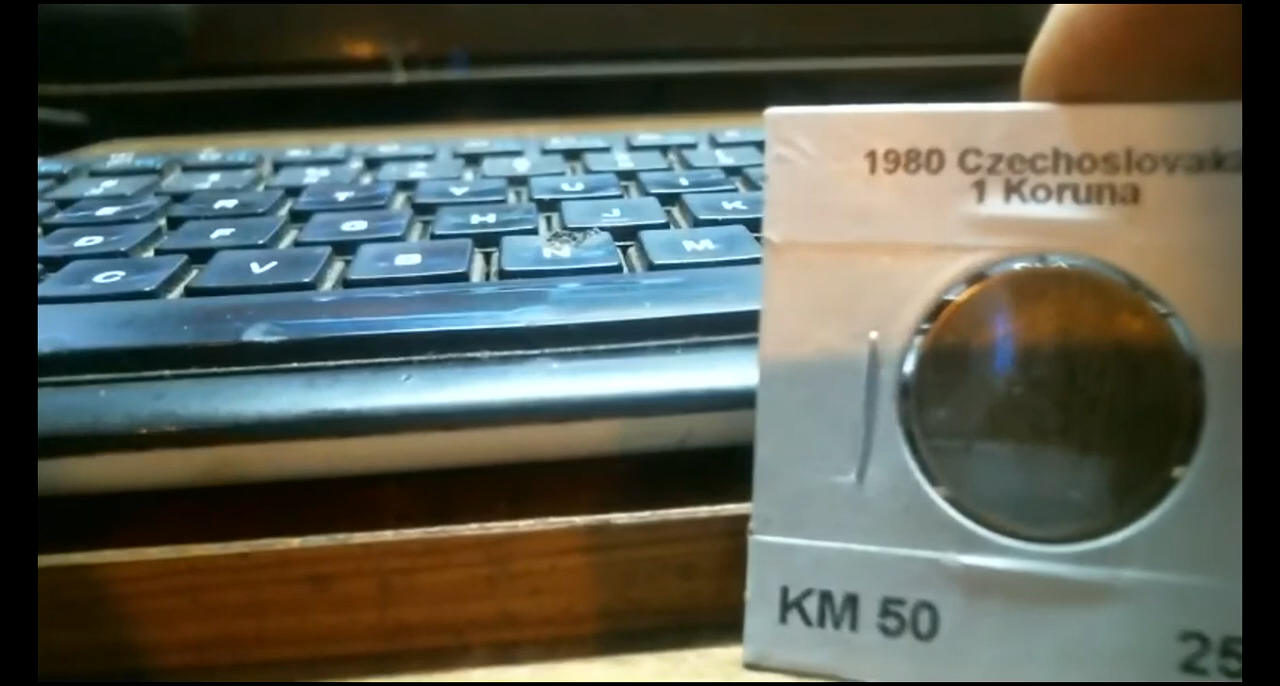 E R T Y U I
D F G H J K
C V B N M
1980 Czechoslovak
1 Koruna
KM 50
25